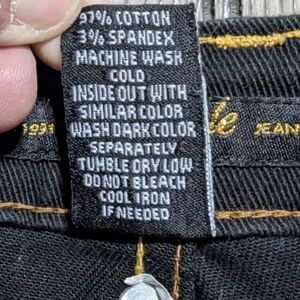 97% COTTON
3% SPANDEX
MACHINE WASH
COLD
INSIDE OUT WITH
SIMILAR COLOR
WASH DARK COLOR
SEPARATELY
TUMBLE DRY LOW
DO NOT BLEACH
COOL IRON
IF NEEDED
JEAN